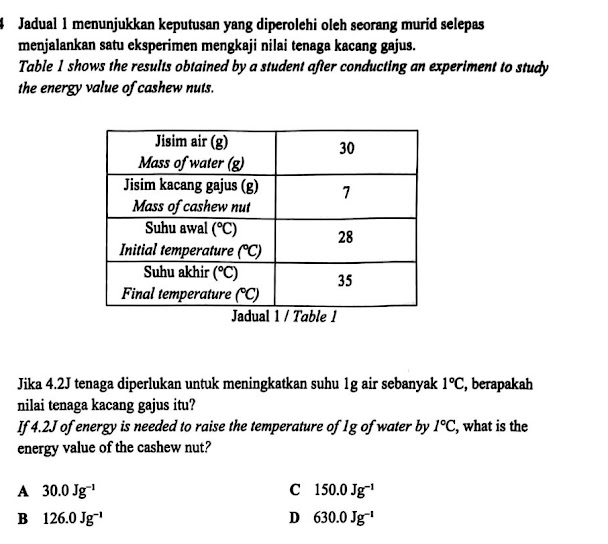 4 Jadual 1 menunjukkan keputusan yang diperolehi oleh seorang murid selepas
menjalankan satu eksperimen mengkaji nilai tenaga kacang gajus.
Table 1 shows the results obtained by a student after conducting an experiment to study
the energy value of cashew nuts.
Jisim air (g)
Mass of water (g)
30
Jisim kacang gajus (g)
Mass of cashew nut
7
Suhu awal (°C)
Initial temperature (°C)
28
Suhu akhir (°C)
Final temperature (°C)
35
Jadual 1 / Table 1
Jika 4.2J tenaga diperlukan untuk meningkatkan suhu 1g air sebanyak 1°C, berapakah
nilai tenaga kacang gajus itu?
If 4.2J of energy is needed to raise the temperature of 1g of water by 1°C, what is the
energy value of the cashew nut?
A 30.0 Jg⁻¹
B 126.0 Jg⁻¹
C 150.0 Jg⁻¹
D 630.0 Jg⁻¹